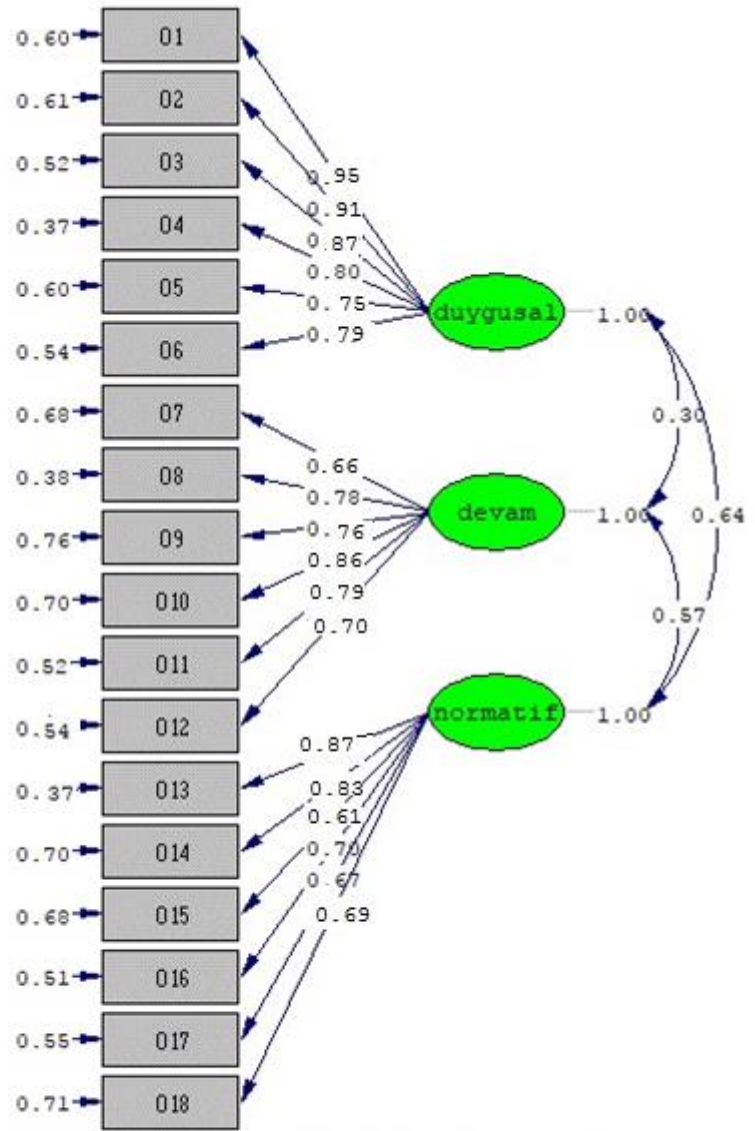 0.60 O1
0.61 O2
0.52 O3
0.95
0.37 O4
0.91
0.87
0.80
0.60 O5
0.75
duygusal 1.00
0.54 O6
0.79
0.68 O7
0.30
0.66
0.38 O8
0.78
0.76 O9
0.76
devam 1.00
0.64
0.86
0.70 O10
0.79
0.70
0.57
0.52 O11
0.54 O12
normatif 1.00
0.87
0.37 O13
0.83
0.61
0.70 O14
0.70
0.67
0.68 O15
0.69
0.51 O16
0.55 O17
0.71 O18